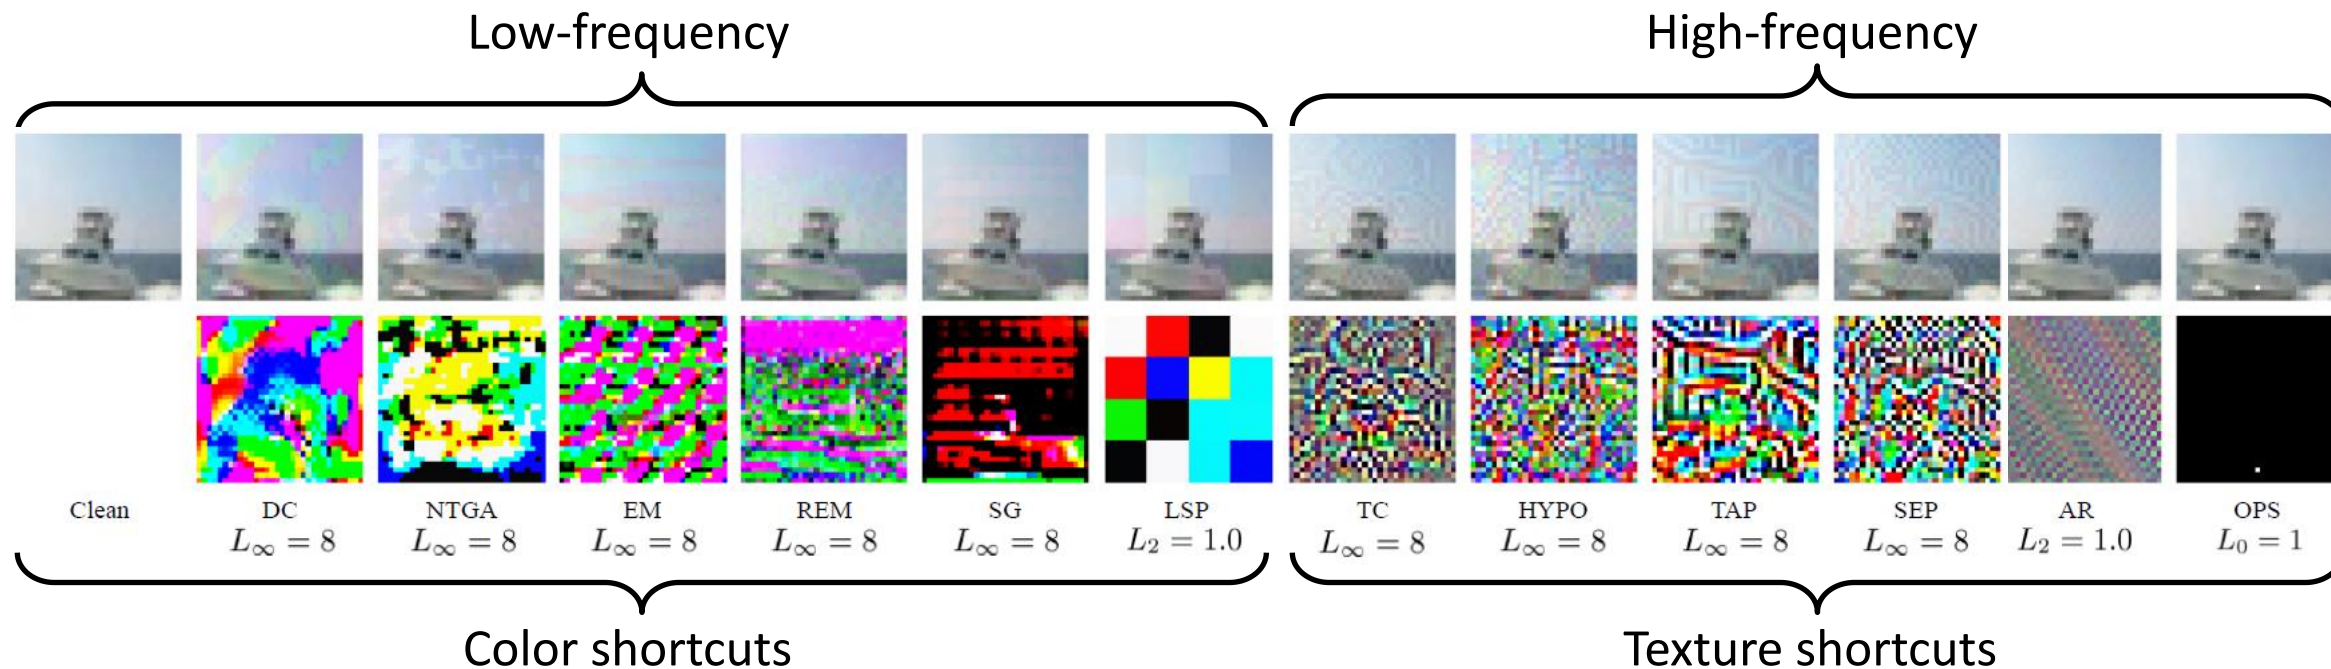 Low-frequency
High-frequency
Clean
DC
NTGA
EM
REM
SG
LSP
TC
HYPO
TAP
SEP
AR
OPS
L∞ = 8
L∞ = 8
L∞ = 8
L∞ = 8
L∞ = 8
L₂ = 1.0
L∞ = 8
L∞ = 8
L∞ = 8
L∞ = 8
L₂ = 1.0
L₀ = 1
Color shortcuts
Texture shortcuts